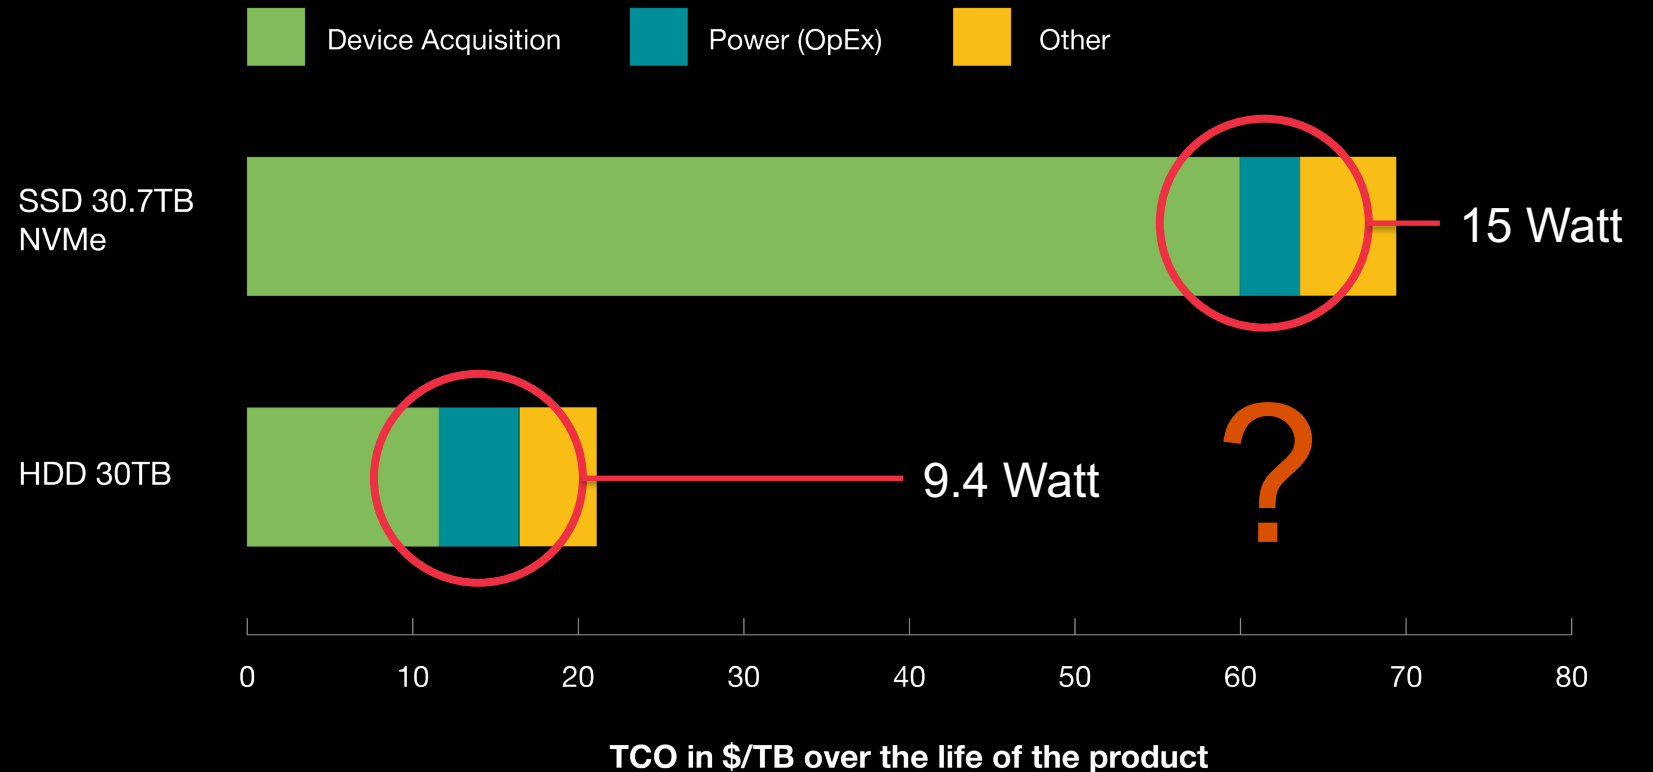 Device Acquisition
Power (OpEx)
Other
SSD 30.7TB
NVMe
15 Watt
HDD 30TB
9.4 Watt
?
0 10 20 30 40 50 60 70 80
TCO in $/TB over the life of the product